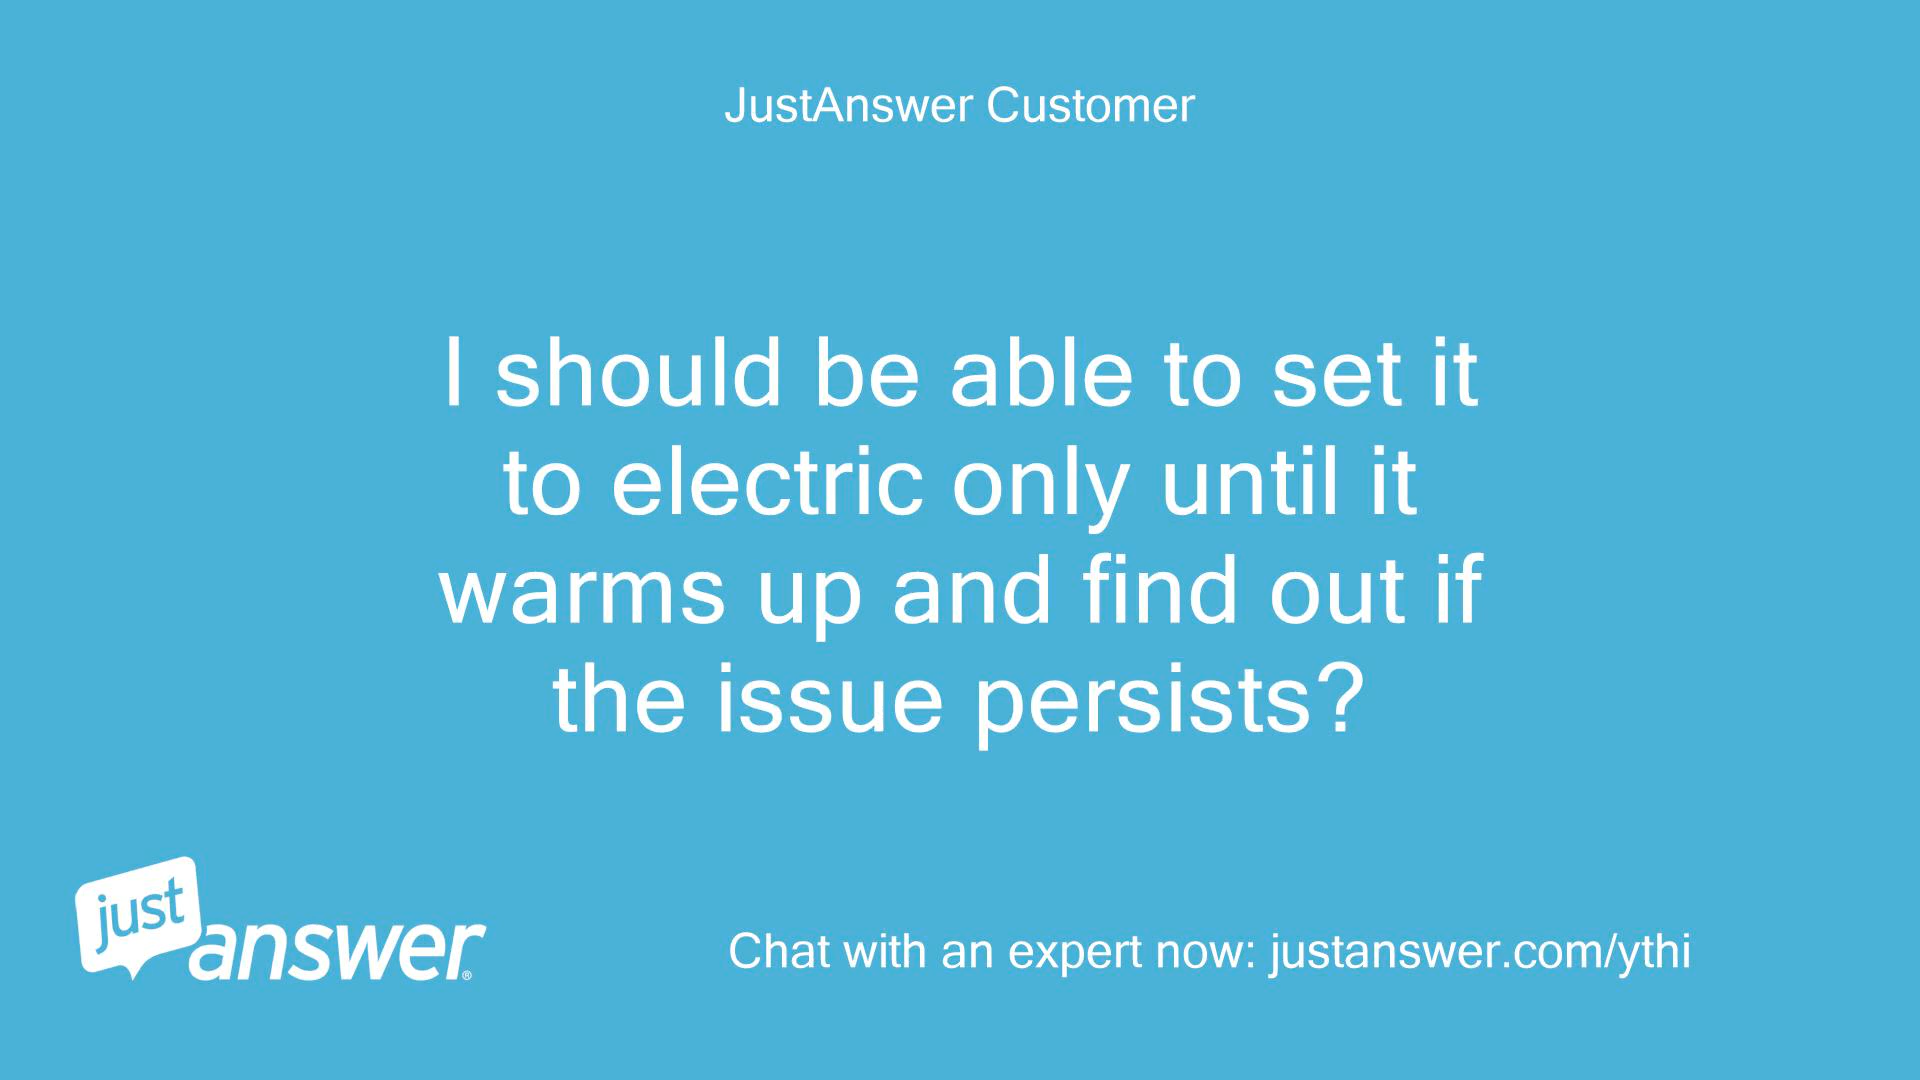 JustAnswer Customer
I should be able to set it
to electric only until it
warms up and find out if
the issue persists?
just
answer®
Chat with an expert now: justanswer.com/ythi